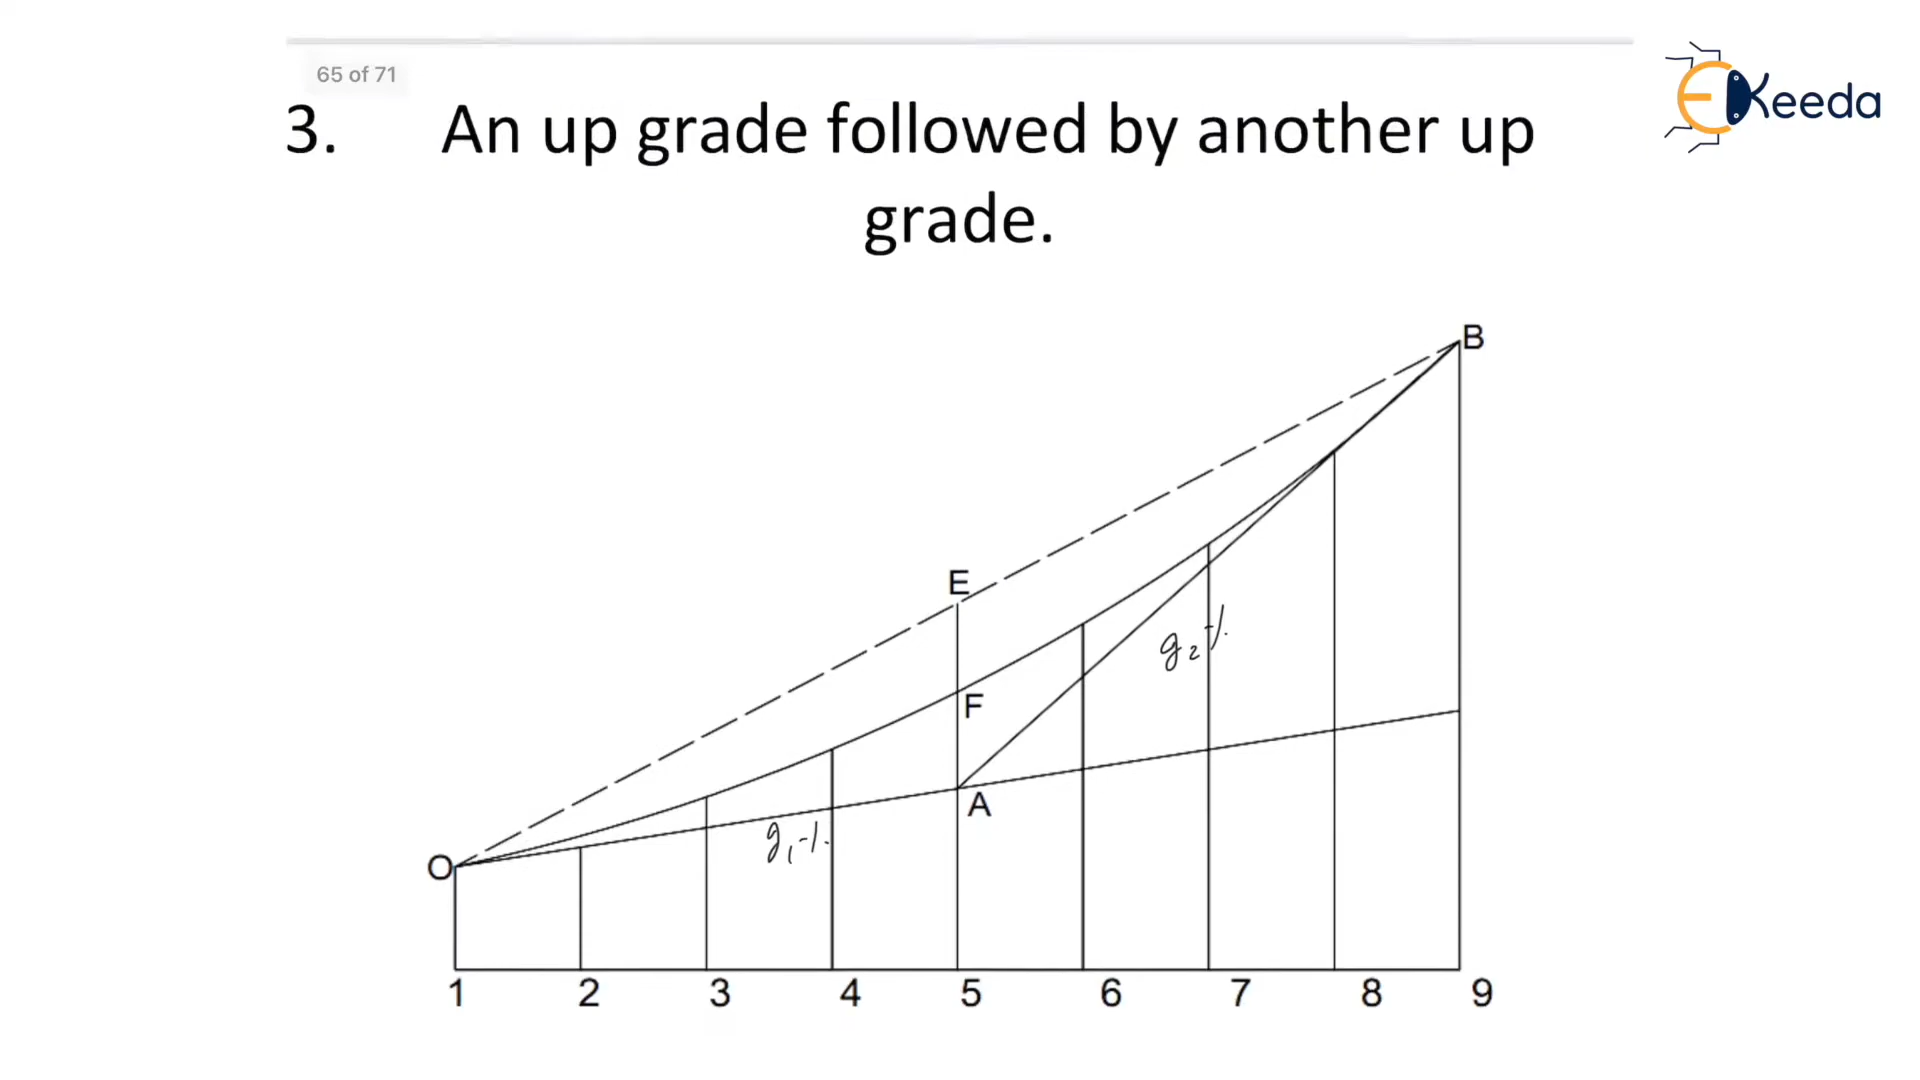 65 of 71
EKeeda
3. An up grade followed by another up
grade.
B
E
g₂%
F
A
g₁%
O
1 2 3 4 5 6 7 8 9